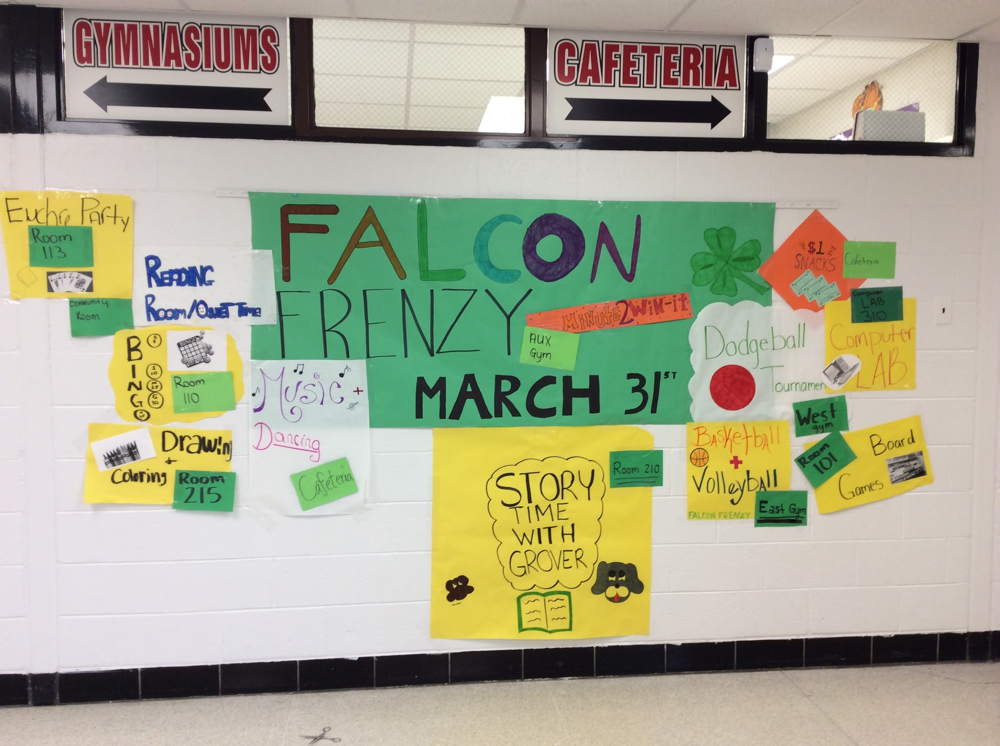 GYMNASIUMS
CAFETERIA
Euchre Party
Room
113
Community
Room
READING
ROOM/QUIET TIME!
BINGO
BINGO
Room
110
Drawing
+
Coloring
Room
215
FALCON
FRENZY
MARCH 31ST
MINUTE 2 WIN-it
AUX
Gym
Music +
Dancing
Cafeteria
STORY
TIME
WITH
GROVER
Room 210
$1
SNACKS
Cafeteria
Dodgeball
Tournamen
West
gym
Computer
LAB
310
Computer
LAB
Basketball
+
Volleyball
FALCON FRENZY
East Gym
Room
101
Board
Games